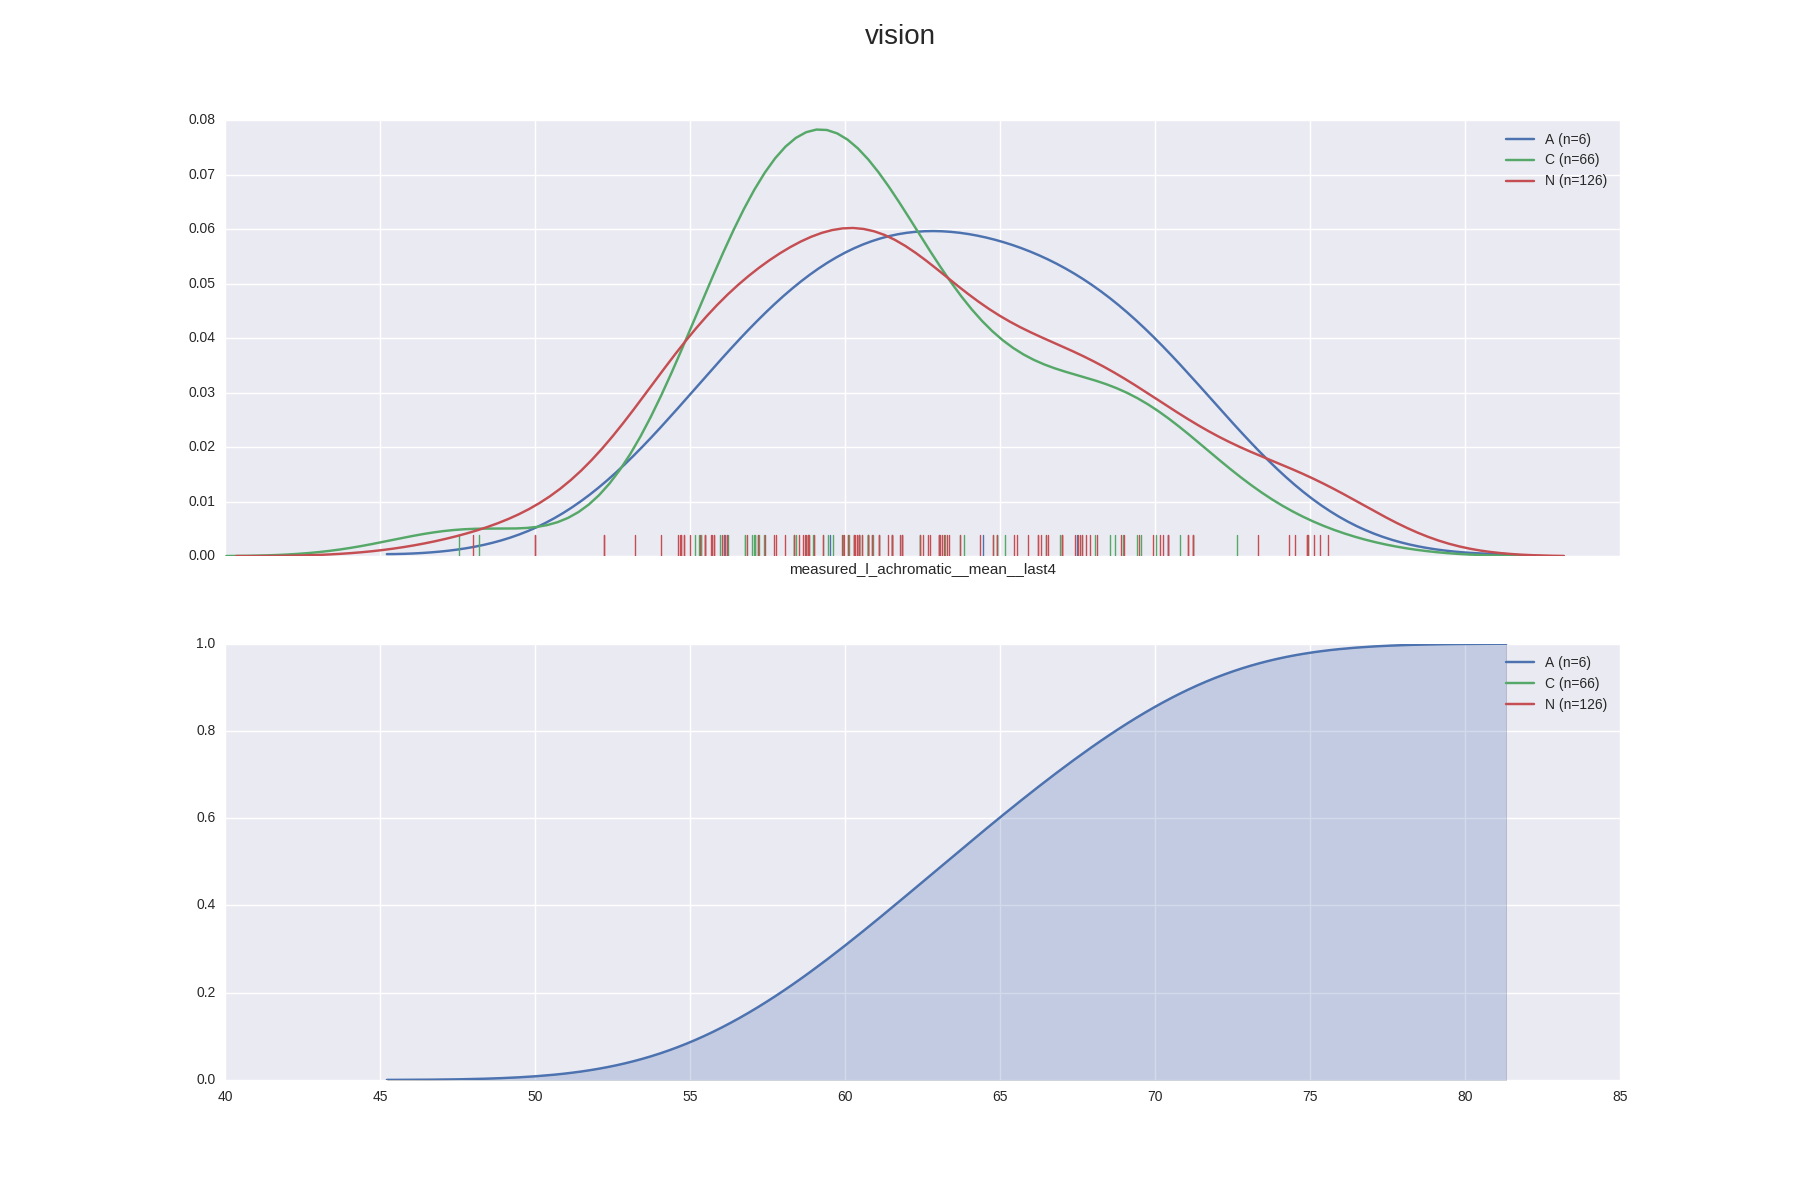 vision
0.08
0.07
0.06
0.05
0.04
0.03
0.02
0.01
0.00
A (n=6)
C (n=66)
N (n=126)
measured_l_achromatic__mean__last4
1.0
0.8
0.6
0.4
0.2
0.0
A (n=6)
C (n=66)
N (n=126)
40 45 50 55 60 65 70 75 80 85